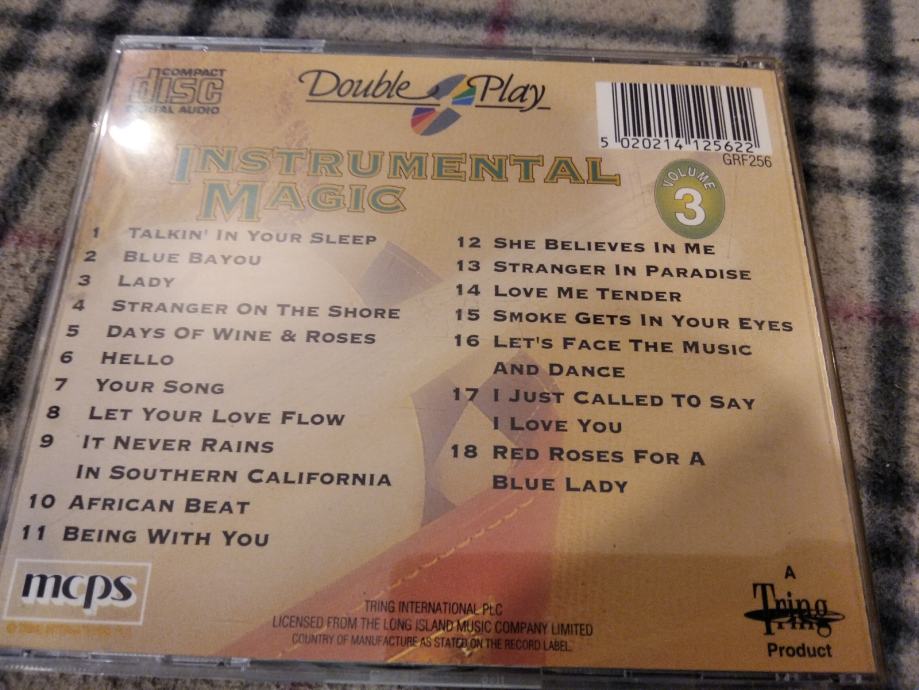 COMPACT
disc
DIGITAL AUDIO
Double Play
5 020214 125622
GRF256
INSTRUMENTAL
MAGIC
VOLUME
3
1 TALKIN' IN YOUR SLEEP
2 BLUE BAYOU
3 LADY
4 STRANGER ON THE SHORE
5 DAYS OF WINE & ROSES
6 HELLO
7 YOUR SONG
8 LET YOUR LOVE FLOW
9 IT NEVER RAINS
IN SOUTHERN CALIFORNIA
10 AFRICAN BEAT
11 BEING WITH YOU
12 SHE BELIEVES IN ME
13 STRANGER IN PARADISE
14 LOVE ME TENDER
15 SMOKE GETS IN YOUR EYES
16 LET'S FACE THE MUSIC
AND DANCE
17 I JUST CALLED TO SAY
I LOVE YOU
18 RED ROSES FOR A
BLUE LADY
mcps
TRING INTERNATIONAL PLC
LICENSED FROM THE LONG ISLAND MUSIC COMPANY LIMITED
COUNTRY OF MANUFACTURE AS STATED ON THE RECORD LABEL.
A
Tring
Product